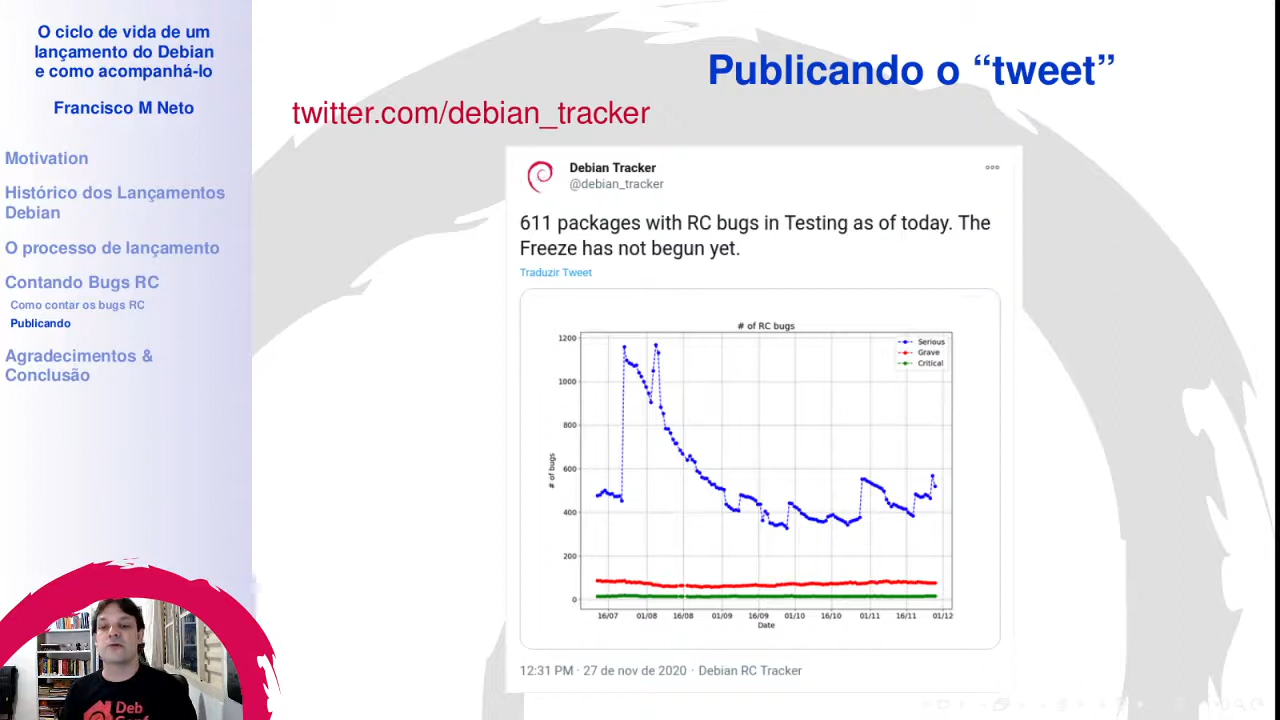 O ciclo de vida de um
lançamento do Debian
e como acompanhá-lo
Francisco M Neto
Motivation
Histórico dos Lançamentos
Debian
O processo de lançamento
Contando Bugs RC
Como contar os bugs RC
Publicando
Agradecimentos &
Conclusão
Publicando o “tweet”
twitter.com/debian_tracker
Debian Tracker
@debian_tracker
611 packages with RC bugs in Testing as of today. The
Freeze has not begun yet.
Traduzir Tweet
# of RC bugs
Serious
Grave
Critical
# of bugs
1200
1000
800
600
400
200
0
16/07 01/08 16/08 01/09 16/09 01/10 16/10 01/11 16/11 01/12
Date
12:31 PM · 27 de nov de 2020 · Debian RC Tracker
Deb
Conf